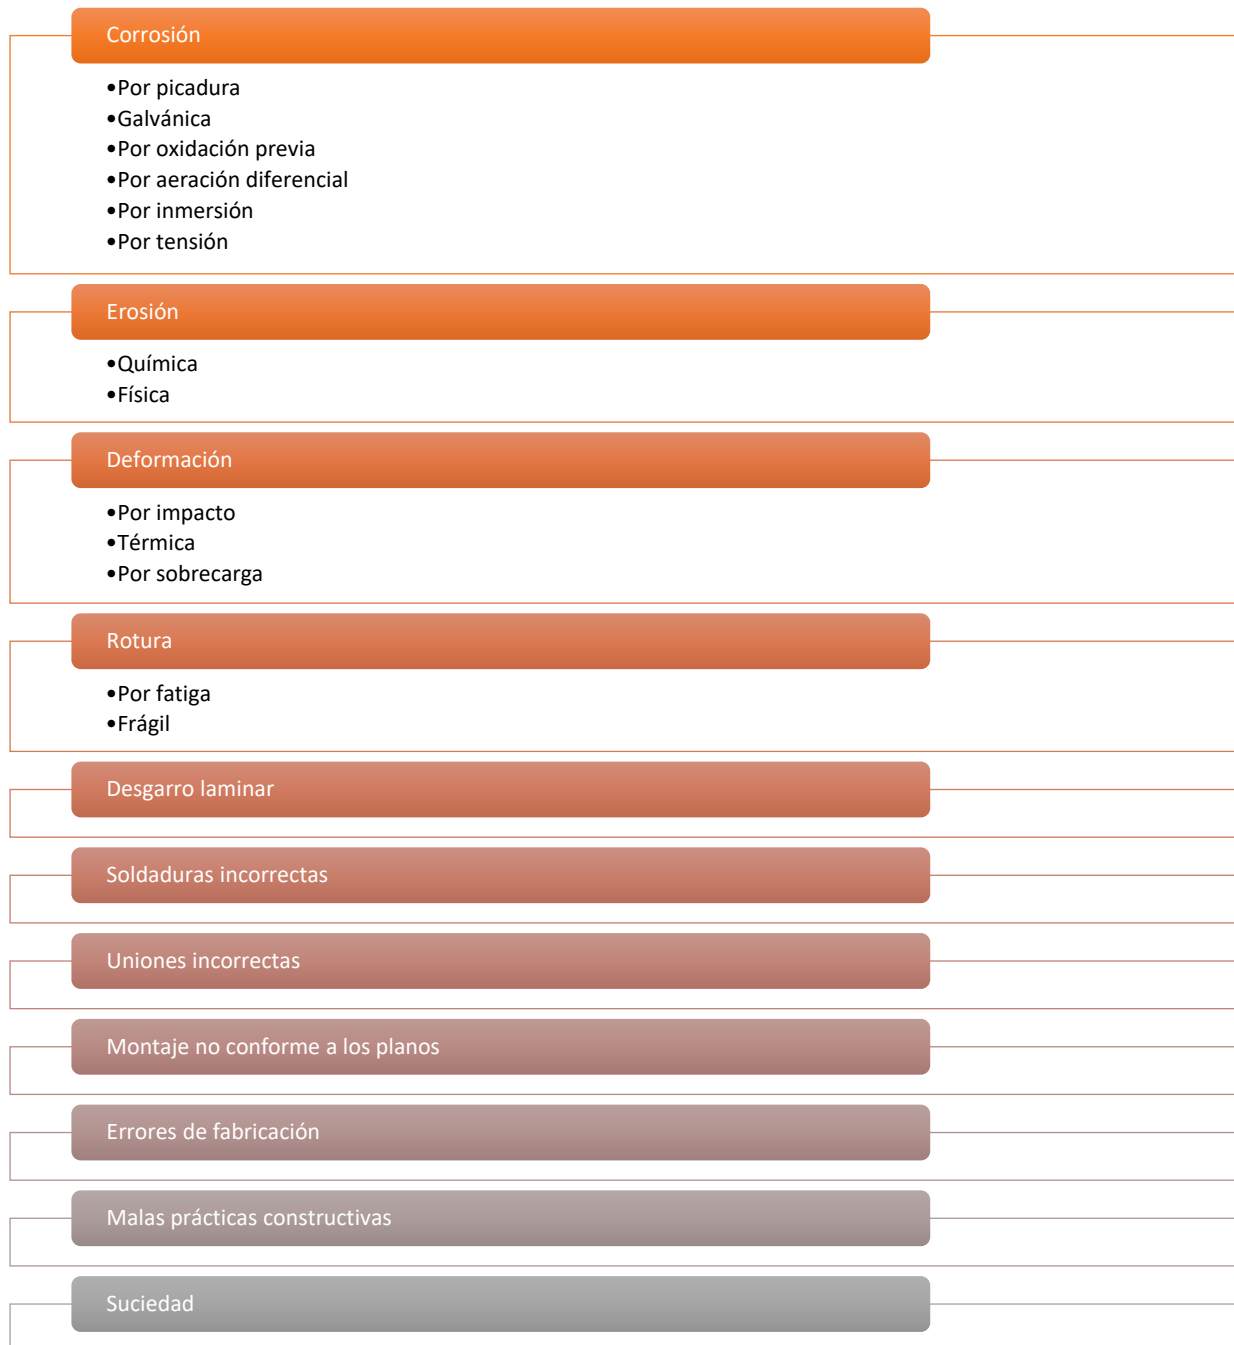 Corrosión
•Por picadura
•Galvánica
•Por oxidación previa
•Por aeración diferencial
•Por inmersión
•Por tensión
Erosión
•Química
•Física
Deformación
•Por impacto
•Térmica
•Por sobrecarga
Rotura
•Por fatiga
•Frágil
Desgarro laminar
Soldaduras incorrectas
Uniones incorrectas
Montaje no conforme a los planos
Errores de fabricación
Malas prácticas constructivas
Suciedad